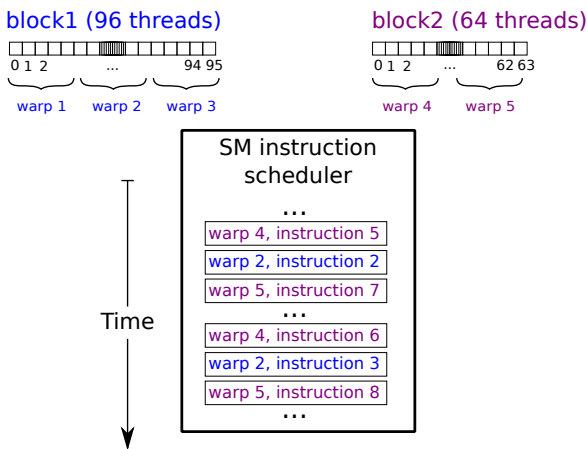 block1 (96 threads)
0 1 2 ... 94 95
warp 1 warp 2 warp 3
block2 (64 threads)
0 1 2 ... 62 63
warp 4 warp 5
SM instruction
scheduler
...
warp 4, instruction 5
warp 2, instruction 2
warp 5, instruction 7
...
warp 4, instruction 6
warp 2, instruction 3
warp 5, instruction 8
...
Time